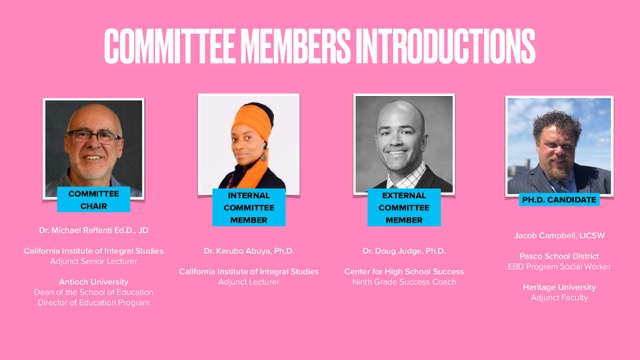 COMMITTEE MEMBERS INTRODUCTIONS
COMMITTEE
CHAIR
Dr. Michael Raffanti Ed.D., JD
California Institute of Integral Studies
Adjunct Senior Lecturer
Antioch University
Dean of the School of Education
Director of Education Program
INTERNAL
COMMITTEE
MEMBER
Dr. Kerubo Abuya, Ph.D.
California Institute of Integral Studies
Adjunct Lecturer
EXTERNAL
COMMITTEE
MEMBER
Dr. Doug Judge, Ph.D.
Center for High School Success
Ninth Grade Success Coach
PH.D. CANDIDATE
Jacob Campbell, LICSW
Pasco School District
EBD Program Social Worker
Heritage University
Adjunct Faculty